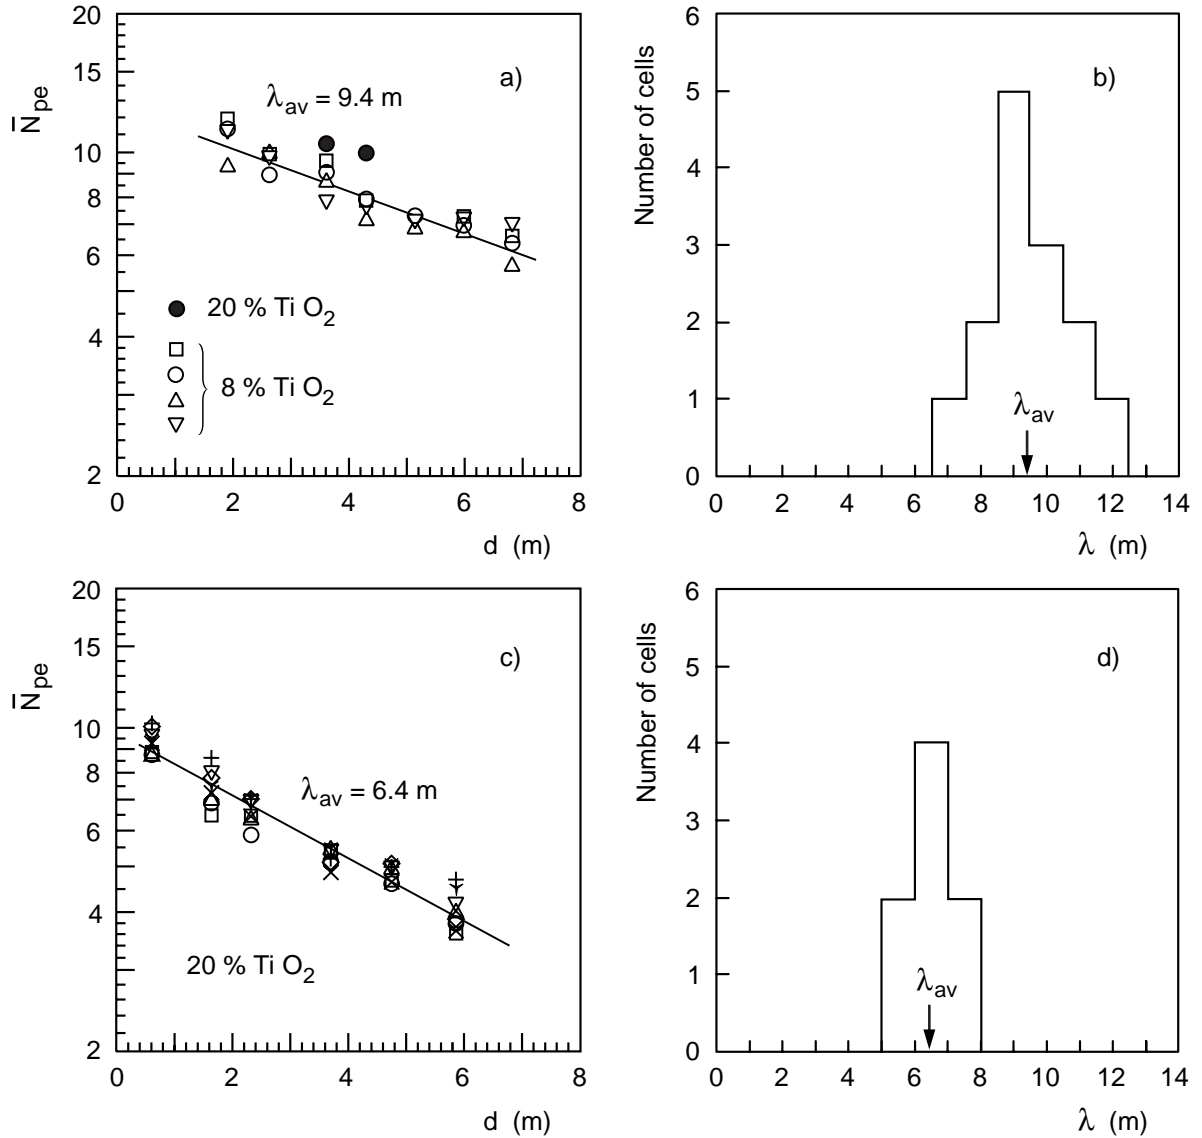 20
15
10
8
6
4
2
N̅pe
a)
λav = 9.4 m
20 % Ti O2
8 % Ti O2
0 2 4 6 8
d (m)
6
5
4
3
2
1
0
Number of cells
b)
λav
0 2 4 6 8 10 12 14
λ (m)
20
15
10
8
6
4
2
N̅pe
c)
λav = 6.4 m
20 % Ti O2
0 2 4 6 8
d (m)
6
5
4
3
2
1
0
Number of cells
d)
λav
0 2 4 6 8 10 12 14
λ (m)